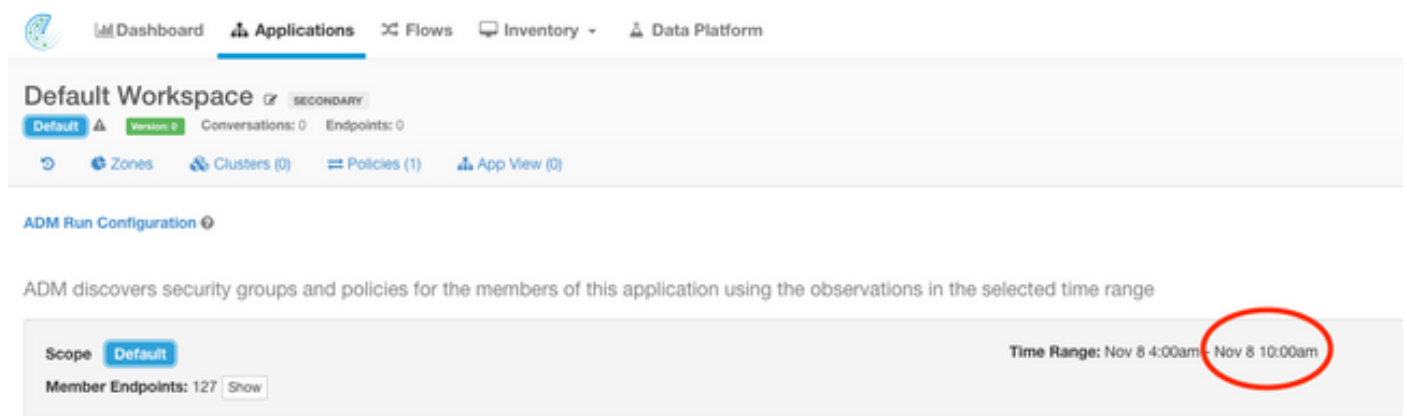 Dashboard Applications Flows Inventory Data Platform
Default Workspace SECONDARY
Default Version: 0 Conversations: 0 Endpoints: 0
Zones Clusters (0) Policies (1) App View (0)
ADM Run Configuration
ADM discovers security groups and policies for the members of this application using the observations in the selected time range
Scope Default Time Range: Nov 8 4:00am - Nov 8 10:00am
Member Endpoints: 127 Show